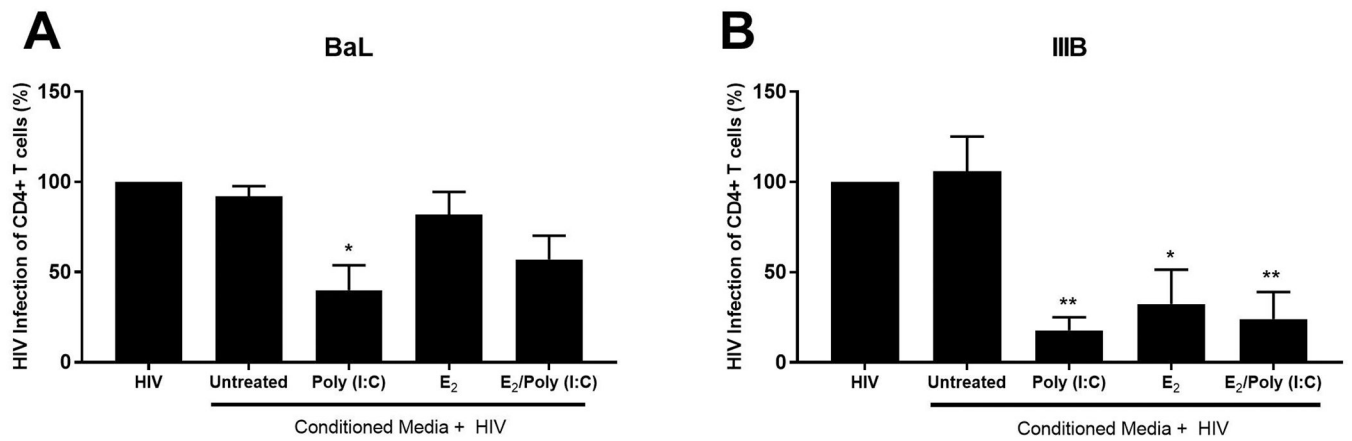 A
BaL
HIV Infection of CD4+ T cells (%)
150
100
50
0
*
HIV
Untreated
Poly (I:C)
E₂
E₂/Poly (I:C)
Conditioned Media + HIV
B
IIIB
HIV Infection of CD4+ T cells (%)
150
100
50
0
**
*
**
HIV
Untreated
Poly (I:C)
E₂
E₂/Poly (I:C)
Conditioned Media + HIV